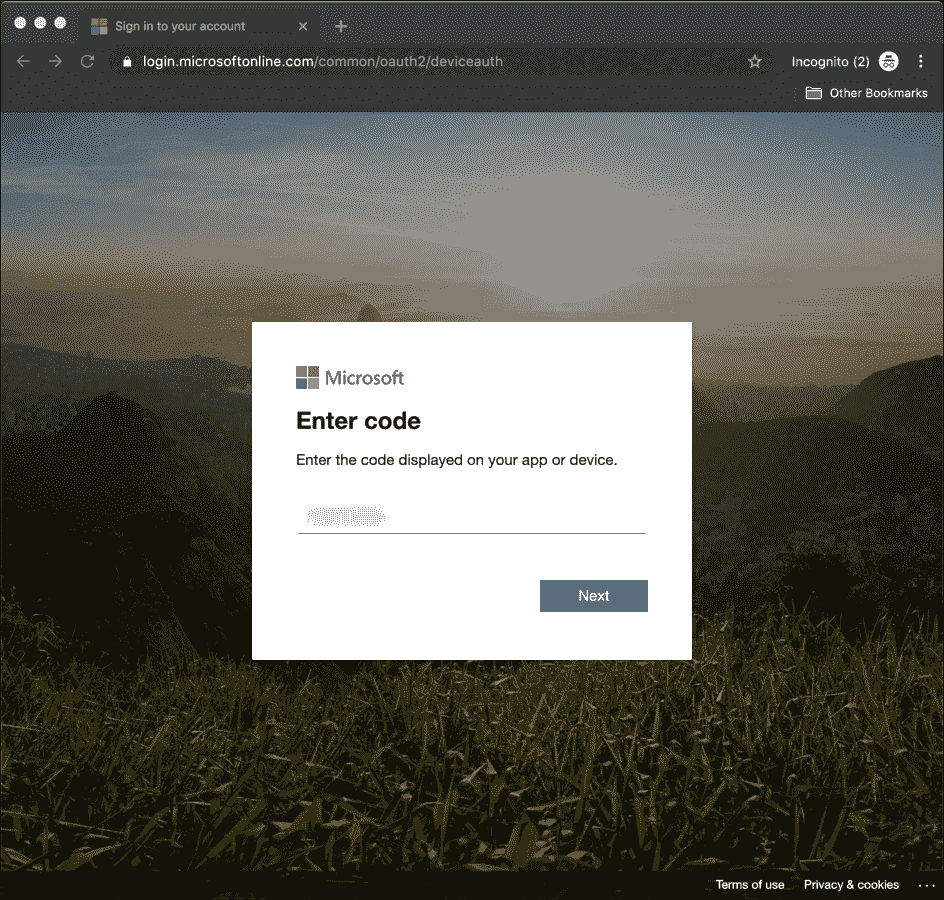 Sign in to your account
login.microsoftonline.com/common/oauth2/deviceauth
Incognito (2)
Other Bookmarks
Microsoft
Enter code
Enter the code displayed on your app or device.
Next
Terms of use Privacy & cookies ...